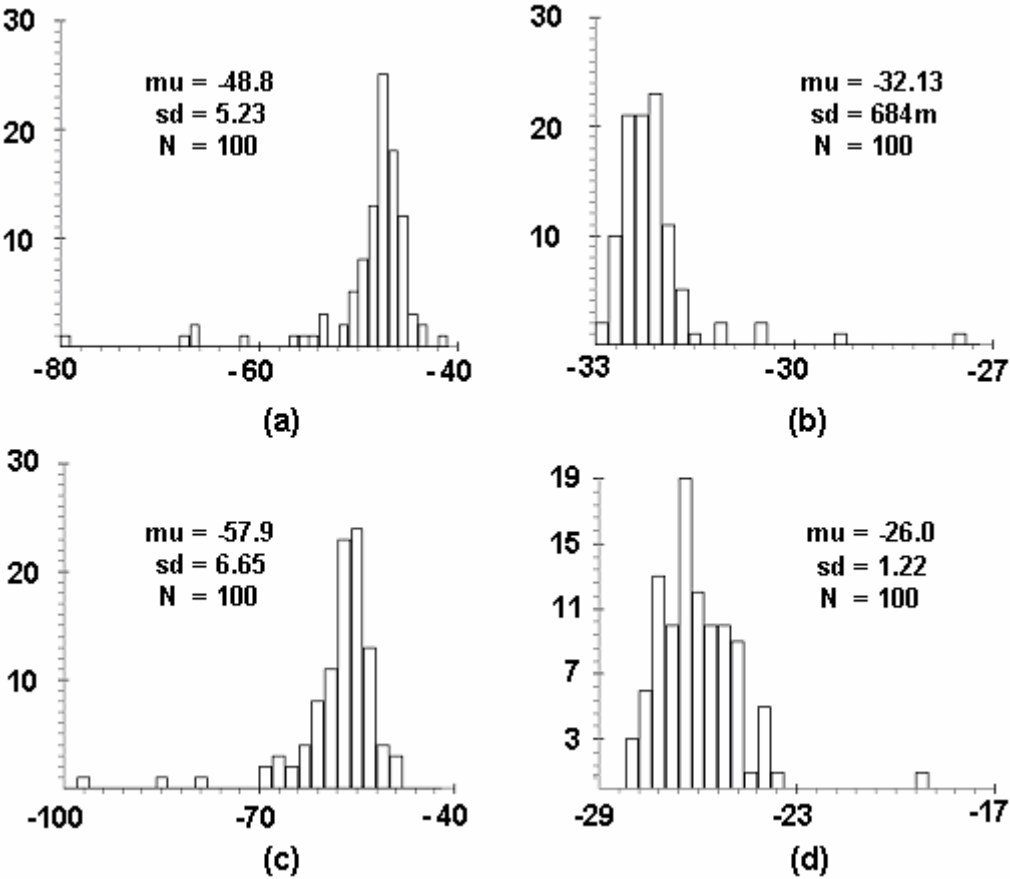 30
20
10
mu = -48.8
sd = 5.23
N = 100
-80
-60
-40
(a)
30
20
10
mu = -32.13
sd = 684m
N = 100
-33
-30
-27
(b)
30
20
10
mu = -57.9
sd = 6.65
N = 100
-100
-70
-40
(c)
19
15
11
7
3
mu = -26.0
sd = 1.22
N = 100
-29
-23
-17
(d)